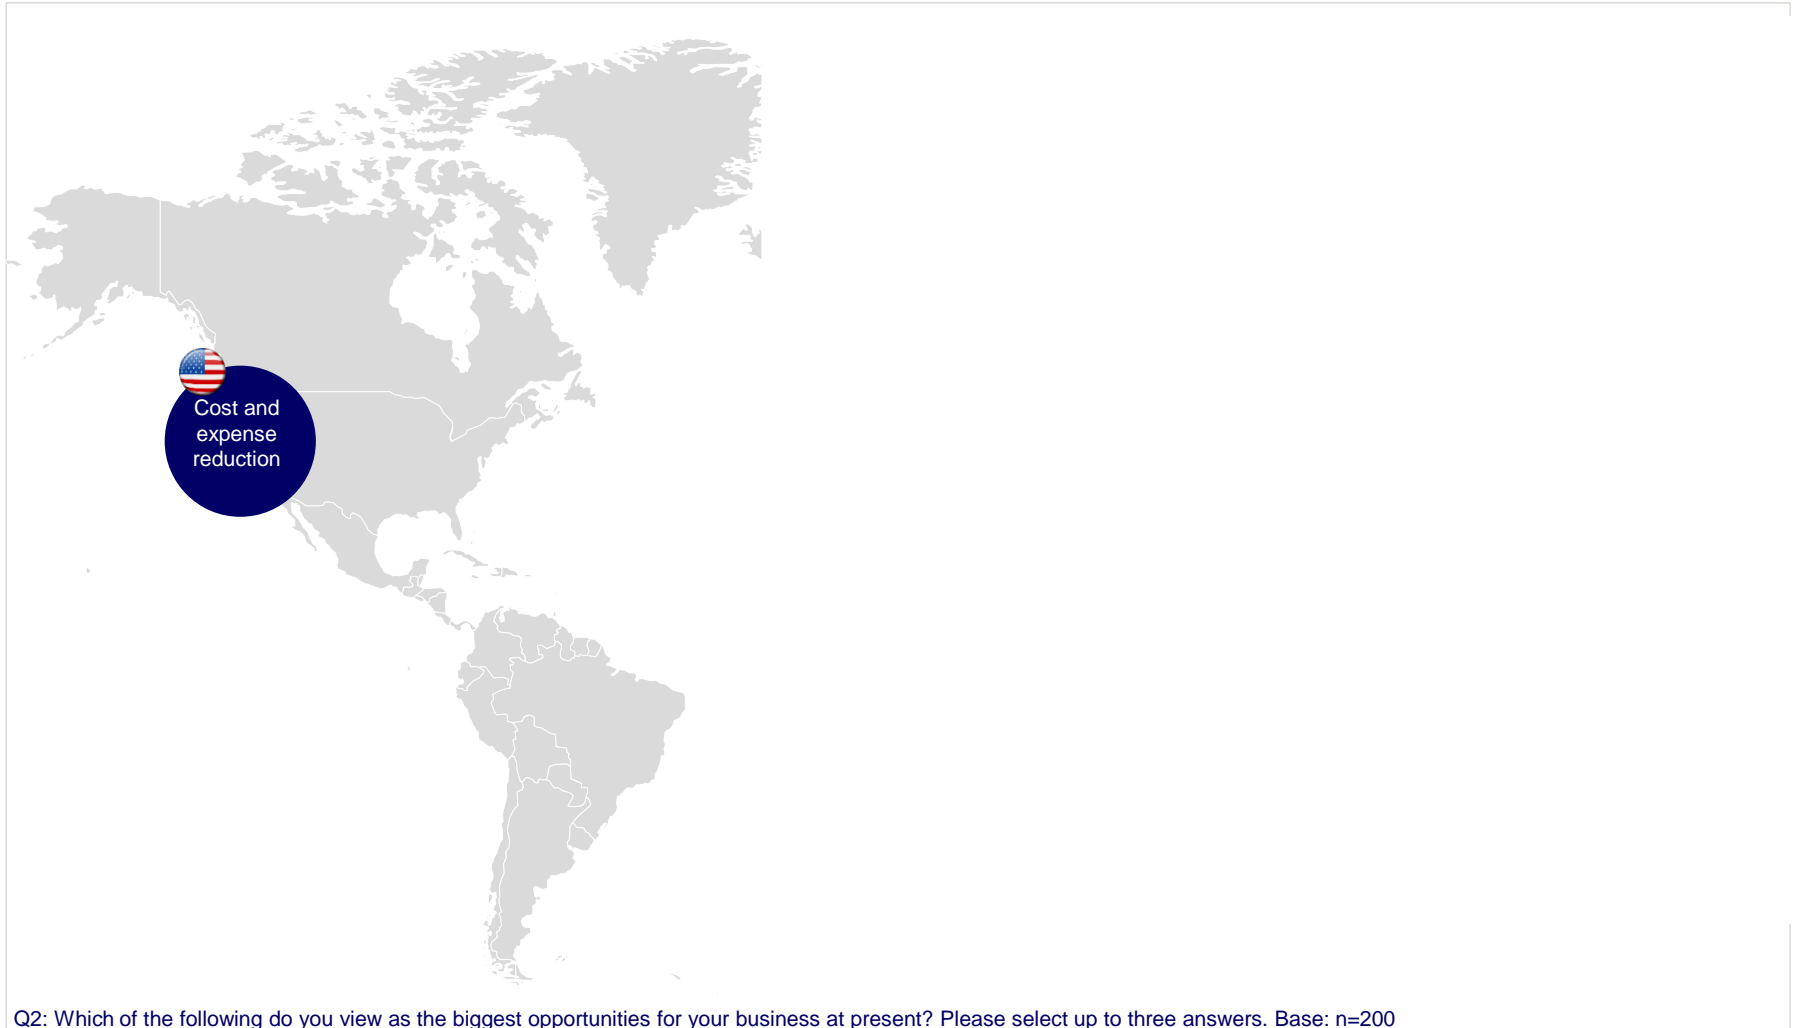 Cost and
expense
reduction
Q2: Which of the following do you view as the biggest opportunities for your business at present? Please select up to three answers. Base: n=200